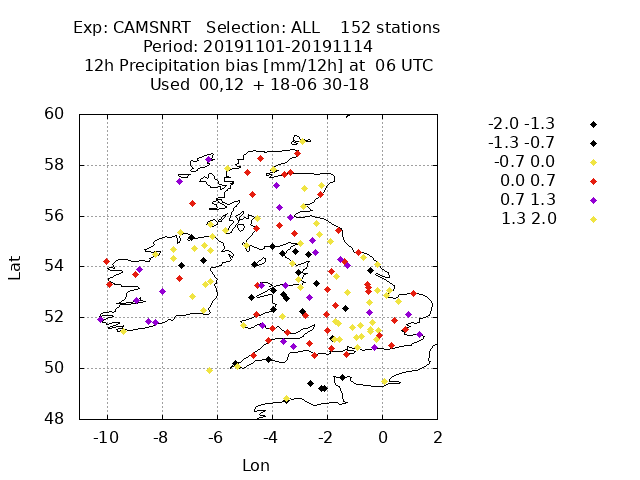 Exp: CAMSNRT   Selection: ALL    152 stations
Period: 20191101-20191114
12h Precipitation bias [mm/12h] at  06 UTC
Used  00,12  + 18-06 30-18
-2.0 -1.3
-1.3 -0.7
-0.7 0.0
0.0 0.7
0.7 1.3
1.3 2.0
60
58
56
54
52
50
48
Lat
-10 -8 -6 -4 -2 0 2
Lon